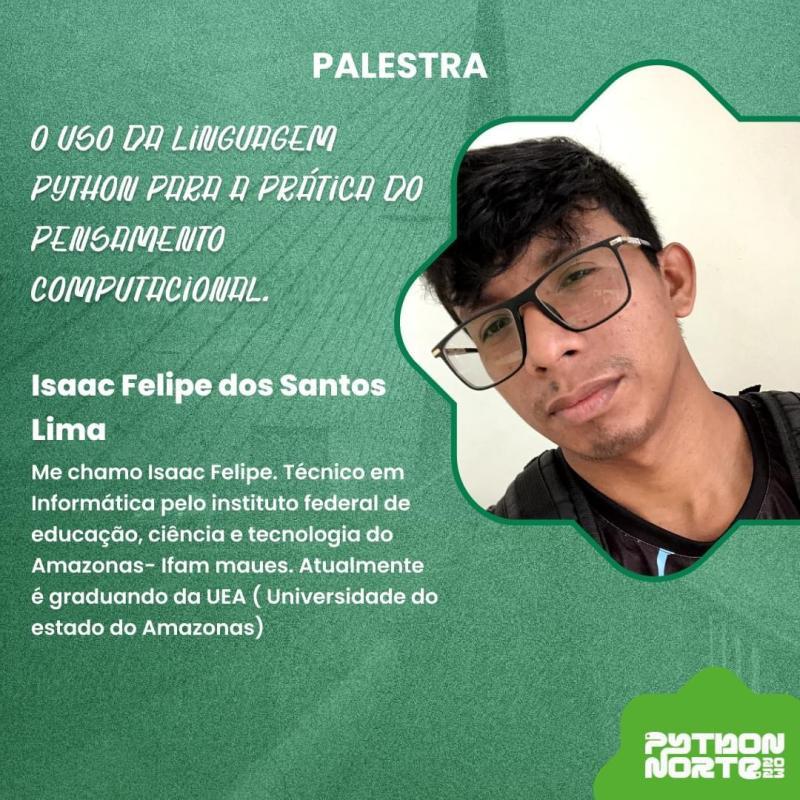 PALESTRA
O USO DA LINGUAGEM
PYTHON PARA A PRÁTICA DO
PENSAMENTO
COMPUTACIONAL.
Isaac Felipe dos Santos
Lima
Me chamo Isaac Felipe. Técnico em
Informática pelo instituto federal de
educação, ciência e tecnologia do
Amazonas- Ifam maues. Atualmente
é graduando da UEA ( Universidade do
estado do Amazonas)
PYTHON
NORTE